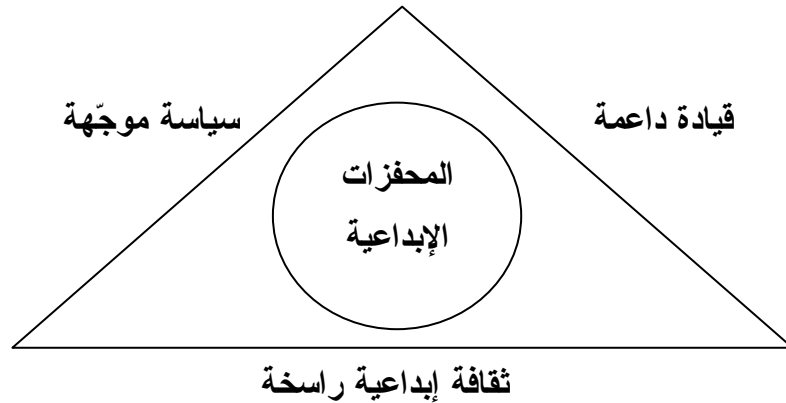 قيادة داعمة
سياسة موجّهة
المحفزات
الإبداعية
ثقافة إبداعية راسخة